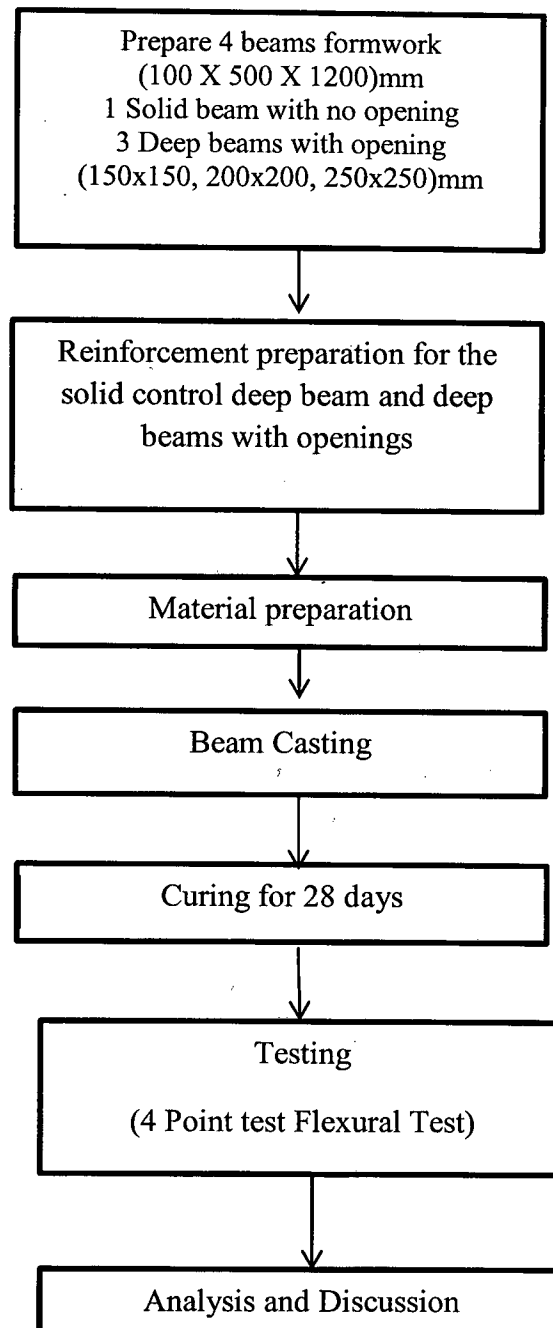 Prepare 4 beams formwork
(100 X 500 X 1200)mm
1 Solid beam with no opening
3 Deep beams with opening
(150x150, 200x200, 250x250)mm
Reinforcement preparation for the
solid control deep beam and deep
beams with openings
Material preparation
Beam Casting
Curing for 28 days
Testing
(4 Point test Flexural Test)
Analysis and Discussion